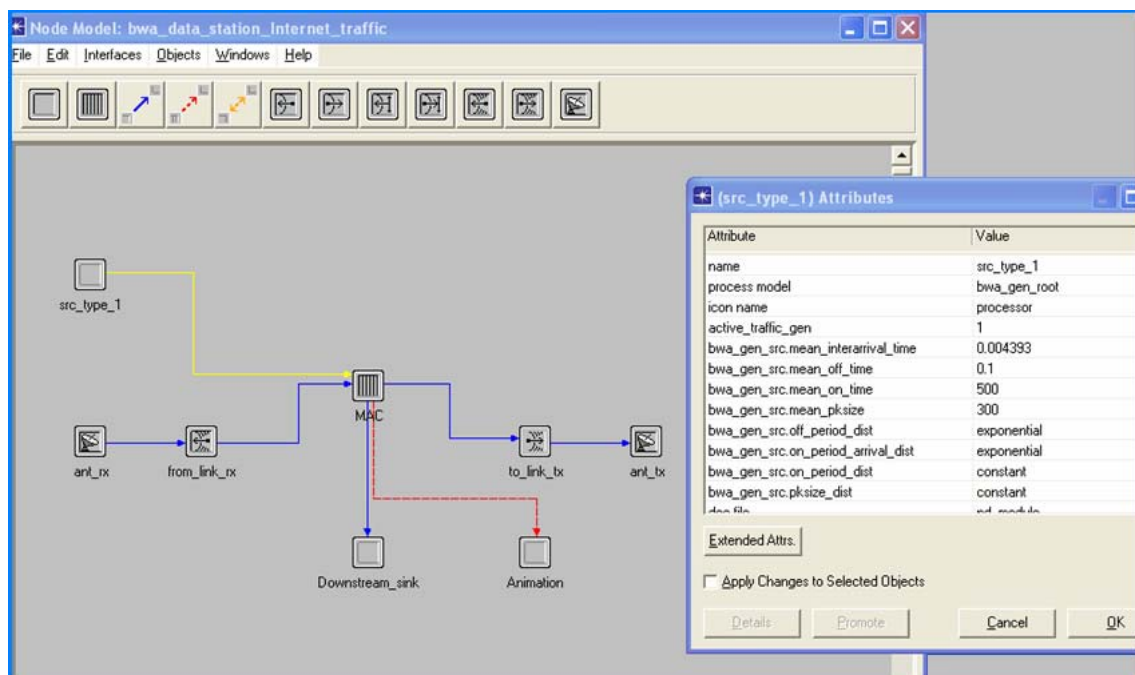 Node Model: bwa_data_station_Internet_traffic
File Edit Interfaces Objects Windows Help
src_type_1
MAC
ant_rx from_link_rx to_link_tx ant_tx
Downstream_sink Animation
(src_type_1) Attributes
Attribute Value
name src_type_1
process model bwa_gen_root
icon name processor
active_traffic_gen 1
bwa_gen_src.mean_interarrival_time 0.004393
bwa_gen_src.mean_off_time 0.1
bwa_gen_src.mean_on_time 500
bwa_gen_src.mean_pksize 300
bwa_gen_src.off_period_dist exponential
bwa_gen_src.on_period_arrival_dist exponential
bwa_gen_src.on_period_dist constant
bwa_gen_src.pksize_dist constant
Extended Attrs.
Apply Changes to Selected Objects
Details Promote Cancel OK